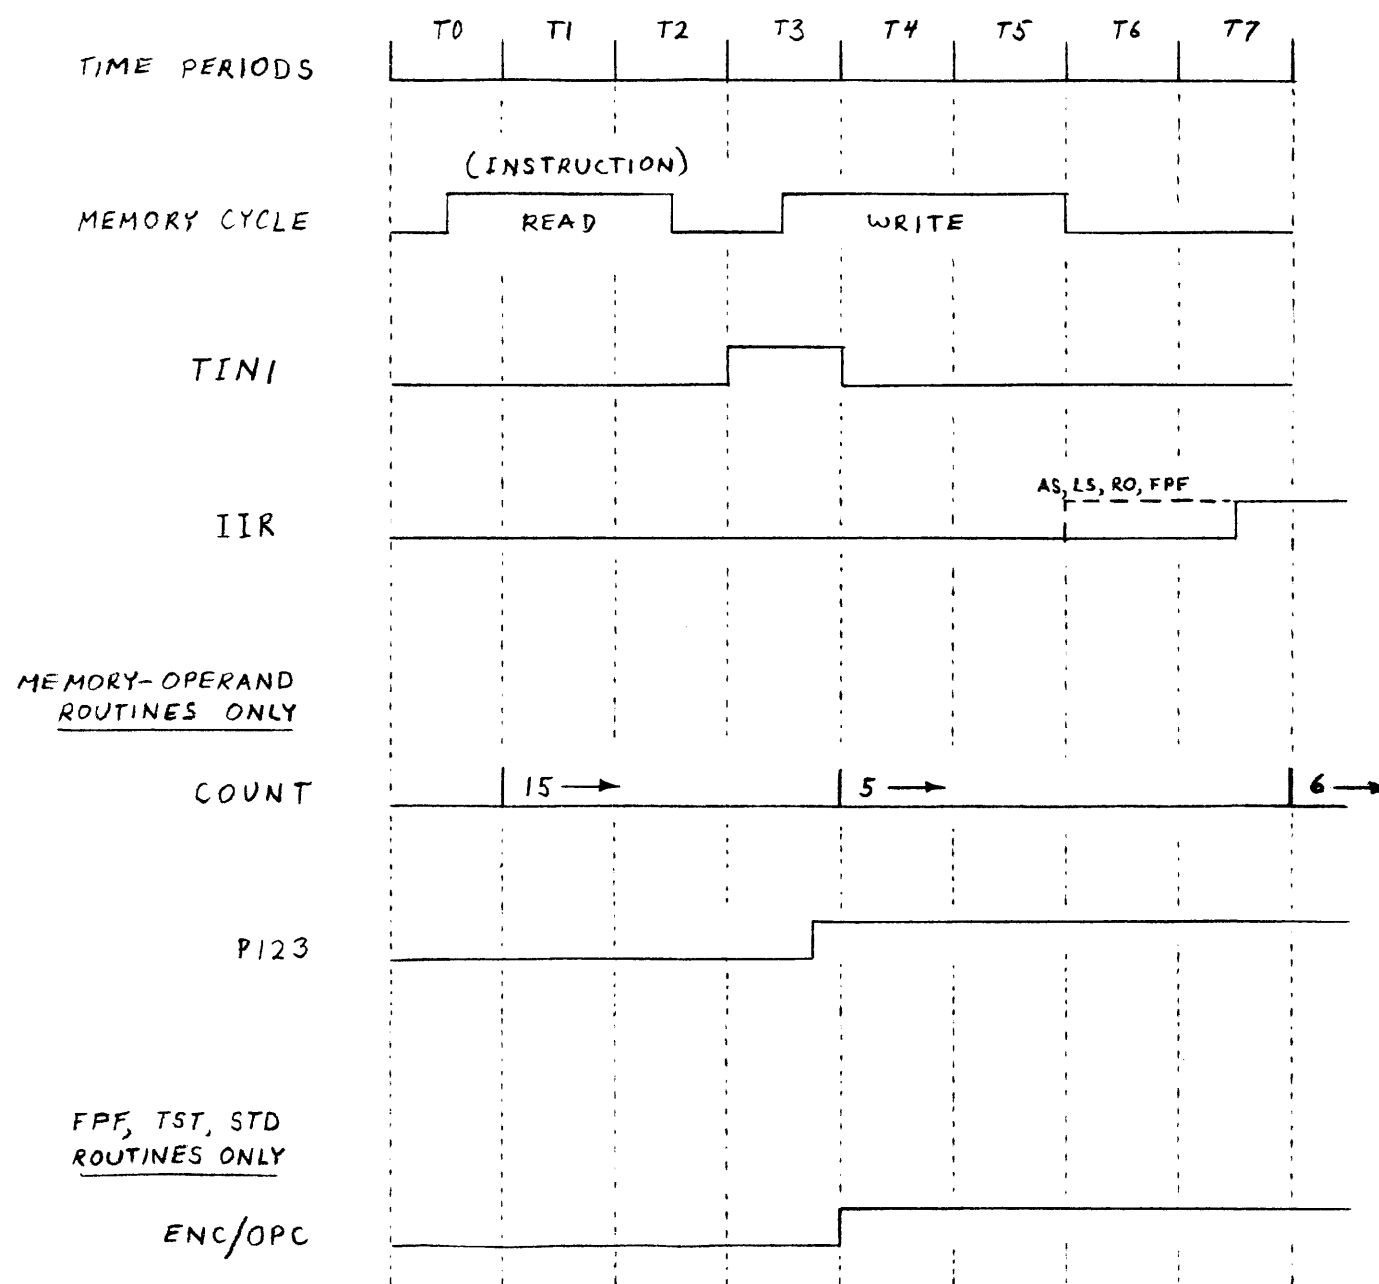 T0 T1 T2 T3 T4 T5 T6 T7
TIME PERIODS
(INSTRUCTION)
MEMORY CYCLE READ WRITE
TIN1
AS, LS, RO, FPF
IIR
MEMORY-OPERAND
ROUTINES ONLY
COUNT 15 → 5 → 6 →
P123
FPF, TST, STD
ROUTINES ONLY
ENC/OPC